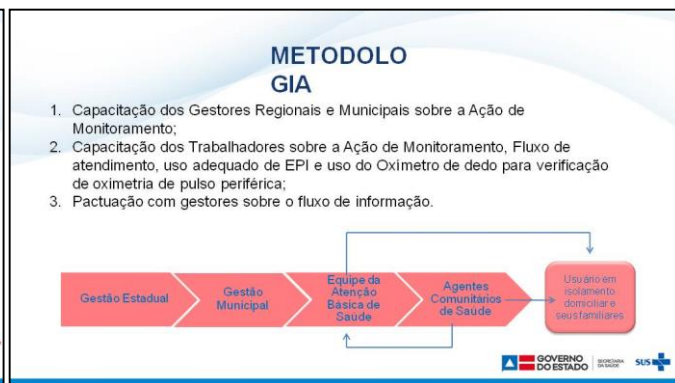 METODOLO
GIA
1. Capacitação dos Gestores Regionais e Municipais sobre a Ação de
Monitoramento;
2. Capacitação dos Trabalhadores sobre a Ação de Monitoramento, Fluxo de
atendimento, uso adequado de EPI e uso do Oxímetro de dedo para verificação
de oximetria de pulso periférica;
3. Pactuação com gestores sobre o fluxo de informação.
Gestão Estadual
Gestão
Municipal
Equipe da
Atenção
Básica de
Saúde
Agentes
Comunitários
de Saúde
Usuário em
isolamento
domiciliar e
seus familiares
GOVERNO
DO ESTADO
SECRETARIA
DA SAÚDE
SUS